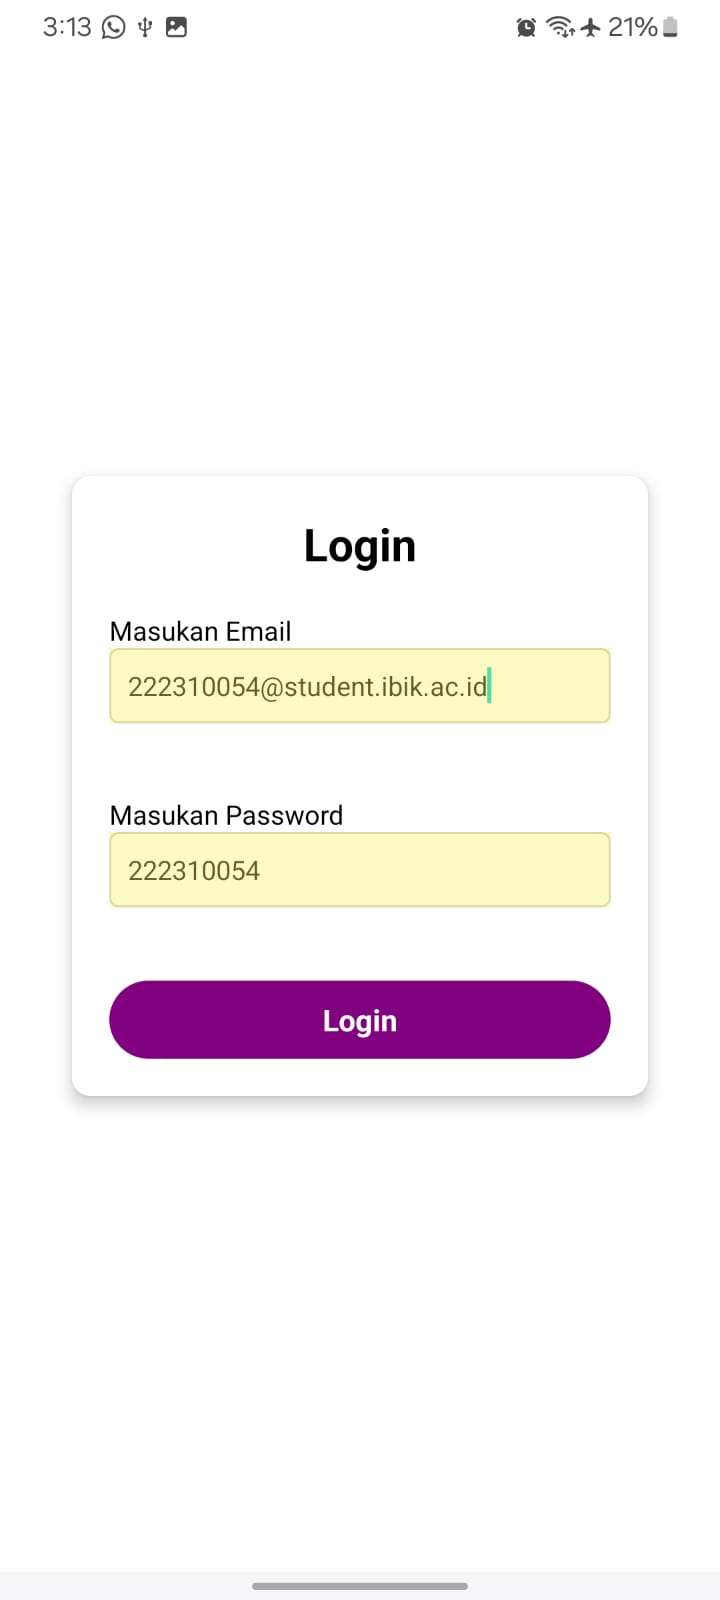 3:13 21%
Login
Masukan Email
222310054@student.ibik.ac.id
Masukan Password
222310054
Login